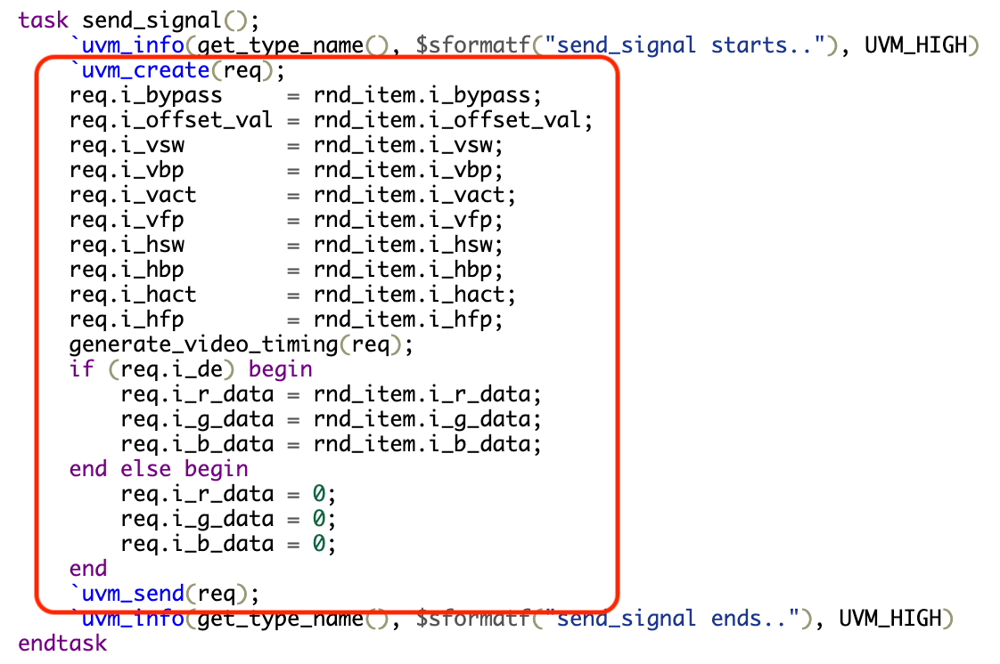 task send_signal();
    `uvm_info(get_type_name(), $sformatf("send_signal starts.."), UVM_HIGH)
    `uvm_create(req);
    req.i_bypass     = rnd_item.i_bypass;
    req.i_offset_val = rnd_item.i_offset_val;
    req.i_vsw        = rnd_item.i_vsw;
    req.i_vbp        = rnd_item.i_vbp;
    req.i_vact       = rnd_item.i_vact;
    req.i_vfp        = rnd_item.i_vfp;
    req.i_hsw        = rnd_item.i_hsw;
    req.i_hbp        = rnd_item.i_hbp;
    req.i_hact       = rnd_item.i_hact;
    req.i_hfp        = rnd_item.i_hfp;
    generate_video_timing(req);
    if (req.i_de) begin
        req.i_r_data = rnd_item.i_r_data;
        req.i_g_data = rnd_item.i_g_data;
        req.i_b_data = rnd_item.i_b_data;
    end else begin
        req.i_r_data = 0;
        req.i_g_data = 0;
        req.i_b_data = 0;
    end
    `uvm_send(req);
    `uvm_info(get_type_name(), $sformatf("send_signal ends.."), UVM_HIGH)
endtask